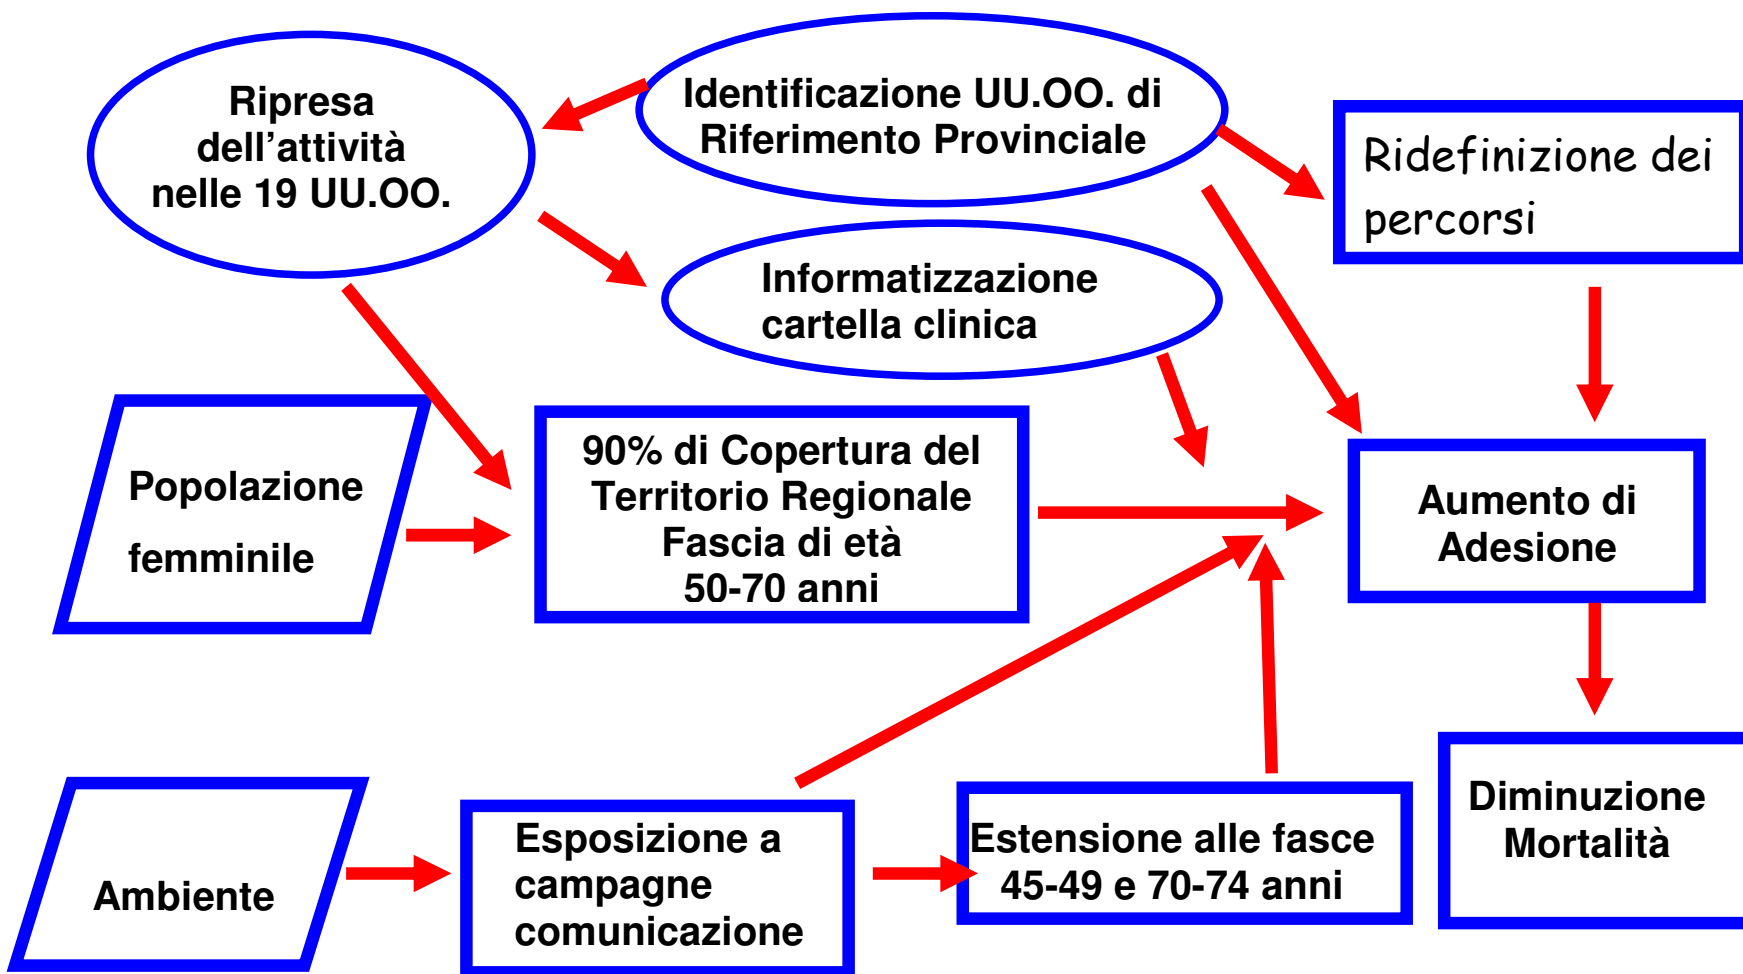 Ripresa
dell’attività
nelle 19 UU.OO.
Identificazione UU.OO. di
Riferimento Provinciale
Ridefinizione dei
percorsi
Informatizzazione
cartella clinica
Popolazione
femminile
90% di Copertura del
Territorio Regionale
Fascia di età
50-70 anni
Aumento di
Adesione
Ambiente
Esposizione a
campagne
comunicazione
Estensione alle fasce
45-49 e 70-74 anni
Diminuzione
Mortalità